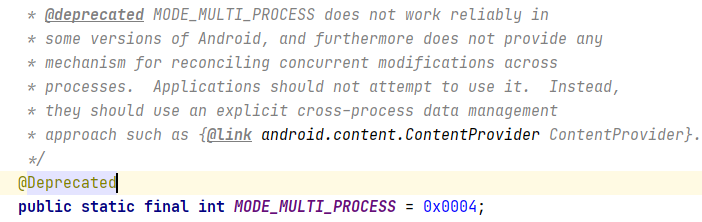 * @deprecated MODE_MULTI_PROCESS does not work reliably in
* some versions of Android, and furthermore does not provide any
* mechanism for reconciling concurrent modifications across
* processes.  Applications should not attempt to use it.  Instead,
* they should use an explicit cross-process data management
* approach such as {@link android.content.ContentProvider ContentProvider}.
*/
@Deprecated
public static final int MODE_MULTI_PROCESS = 0x0004;